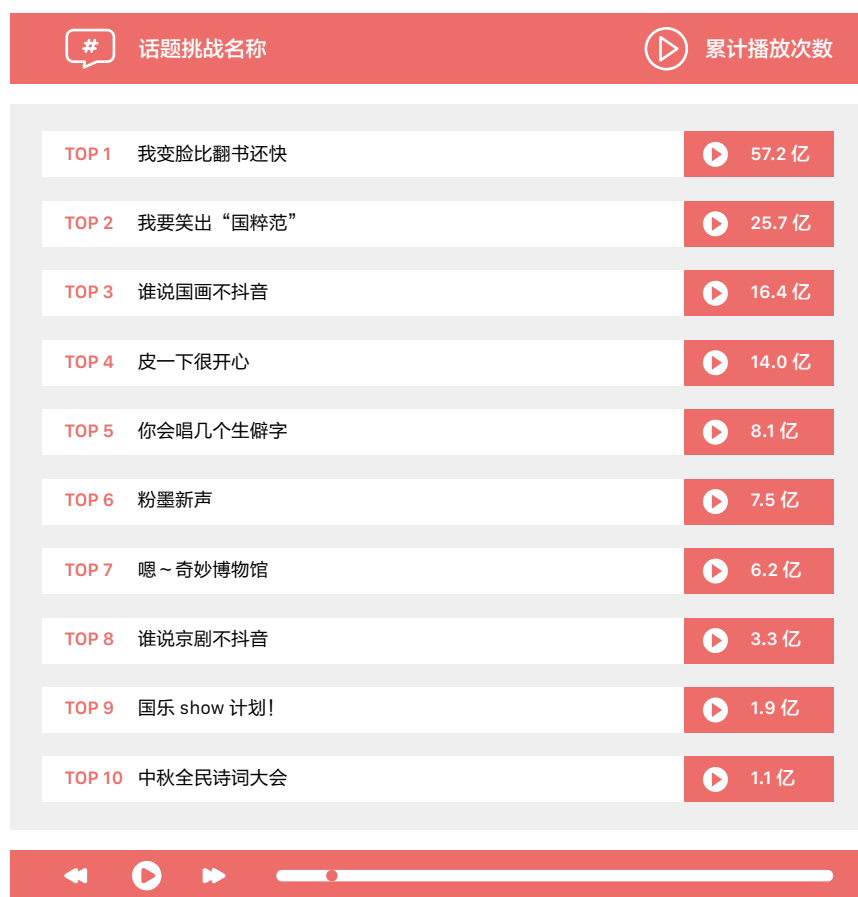 # 话题挑战名称 累计播放次数
TOP 1 我变脸比翻书还快 57.2 亿
TOP 2 我要笑出“国粹范” 25.7 亿
TOP 3 谁说国画不抖音 16.4 亿
TOP 4 皮一下很开心 14.0 亿
TOP 5 你会唱几个生僻字 8.1 亿
TOP 6 粉墨新声 7.5 亿
TOP 7 嗯～奇妙博物馆 6.2 亿
TOP 8 谁说京剧不抖音 3.3 亿
TOP 9 国乐 show 计划！ 1.9 亿
TOP 10 中秋全民诗词大会 1.1 亿